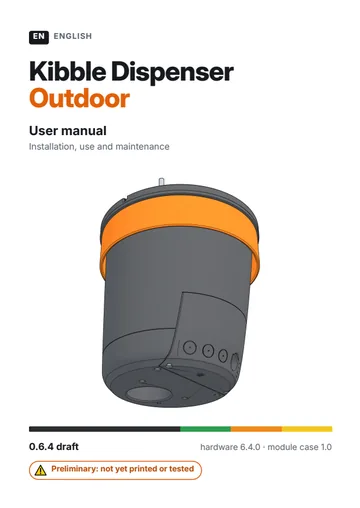 EN ENGLISH
Kibble Dispenser
Outdoor
User manual
Installation, use and maintenance
0.6.4 draft
hardware 6.4.0 · module case 1.0
Preliminary: not yet printed or tested